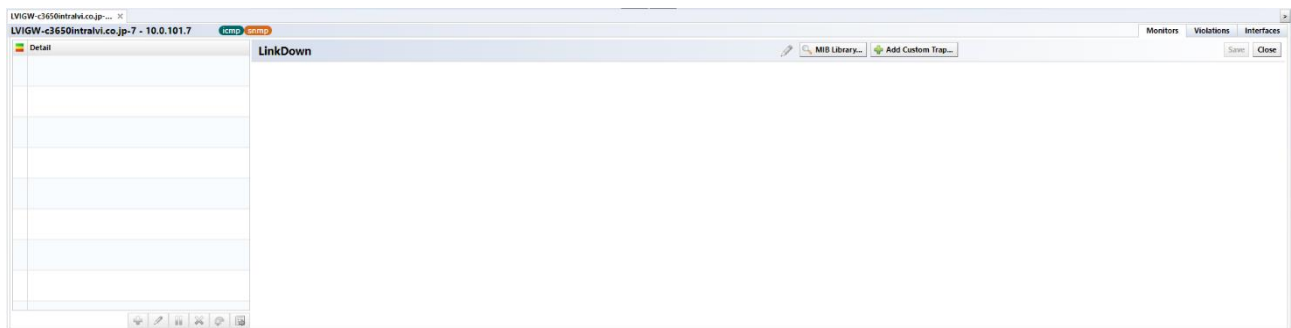 LVIGW-c3650intralvi.co.jp-...
LVIGW-c3650intralvi.co.jp-7 - 10.0.101.7 icmp snmp Monitors Violations Interfaces
Detail
LinkDown MIB Library... Add Custom Trap... Save Close